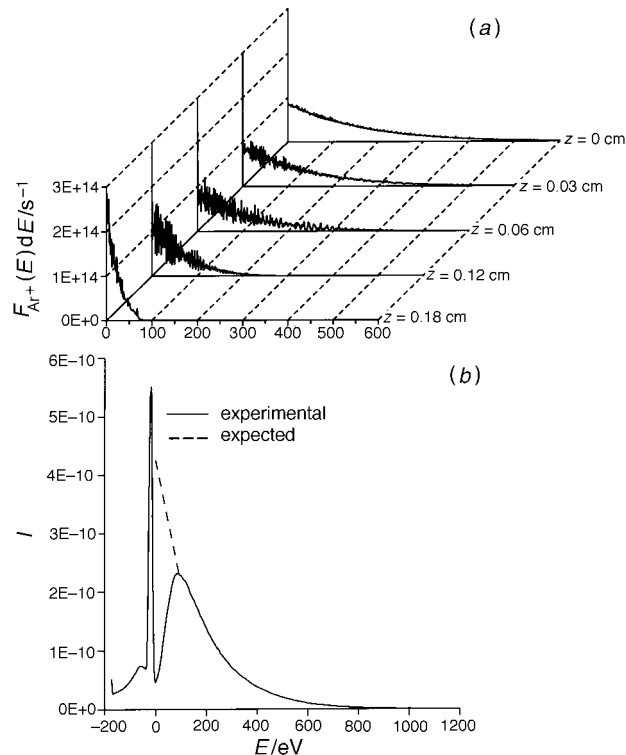 (a)
z = 0 cm
z = 0.03 cm
z = 0.06 cm
z = 0.12 cm
z = 0.18 cm
3E+14
2E+14
1E+14
0E+0
F_Ar+ (E) dE/s⁻¹
0 100 200 300 400 500 600
(b)
6E-10
5E-10
4E-10
3E-10
2E-10
1E-10
0E+0
I
experimental
expected
−200 0 200 400 600 800 1000 1200
E/eV